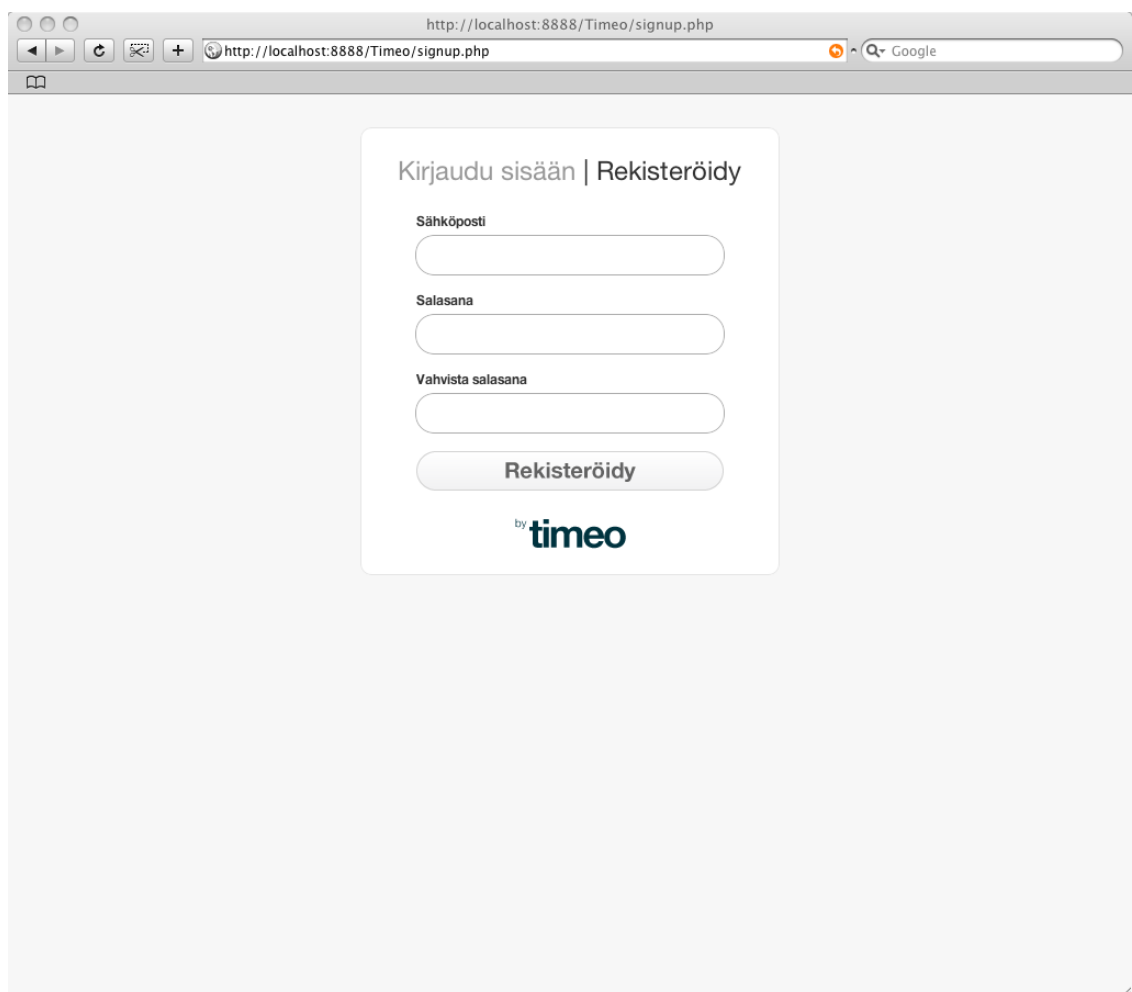 http://localhost:8888/Timeo/signup.php
http://localhost:8888/Timeo/signup.php Google
Kirjaudu sisään | Rekisteröidy
Sähköposti
Salasana
Vahvista salasana
Rekisteröidy
by timeo